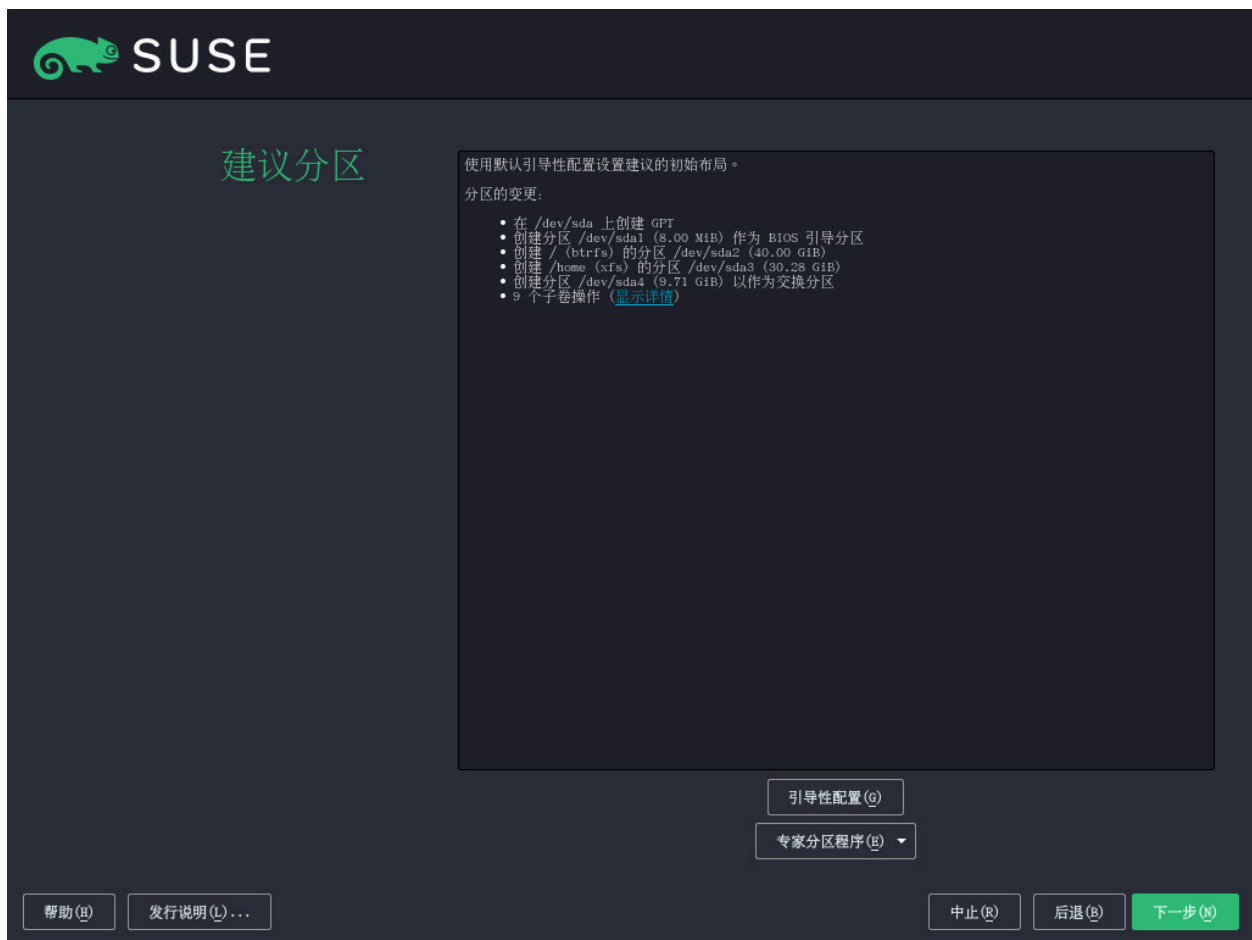 SUSE
建议分区
使用默认引导性配置设置建议的初始布局。
分区的变更:
• 在 /dev/sda 上创建 GPT
• 创建分区 /dev/sda1 (8.00 MiB) 作为 BIOS 引导分区
• 创建 / (btrfs) 的分区 /dev/sda2 (40.00 GiB)
• 创建 /home (xfs) 的分区 /dev/sda3 (30.28 GiB)
• 创建分区 /dev/sda4 (9.71 GiB) 以作为交换分区
• 9 个子卷操作 (显示详情)
引导性配置(G)
专家分区程序(E)
帮助(H) 发行说明(L)... 中止(R) 后退(B) 下一步(N)